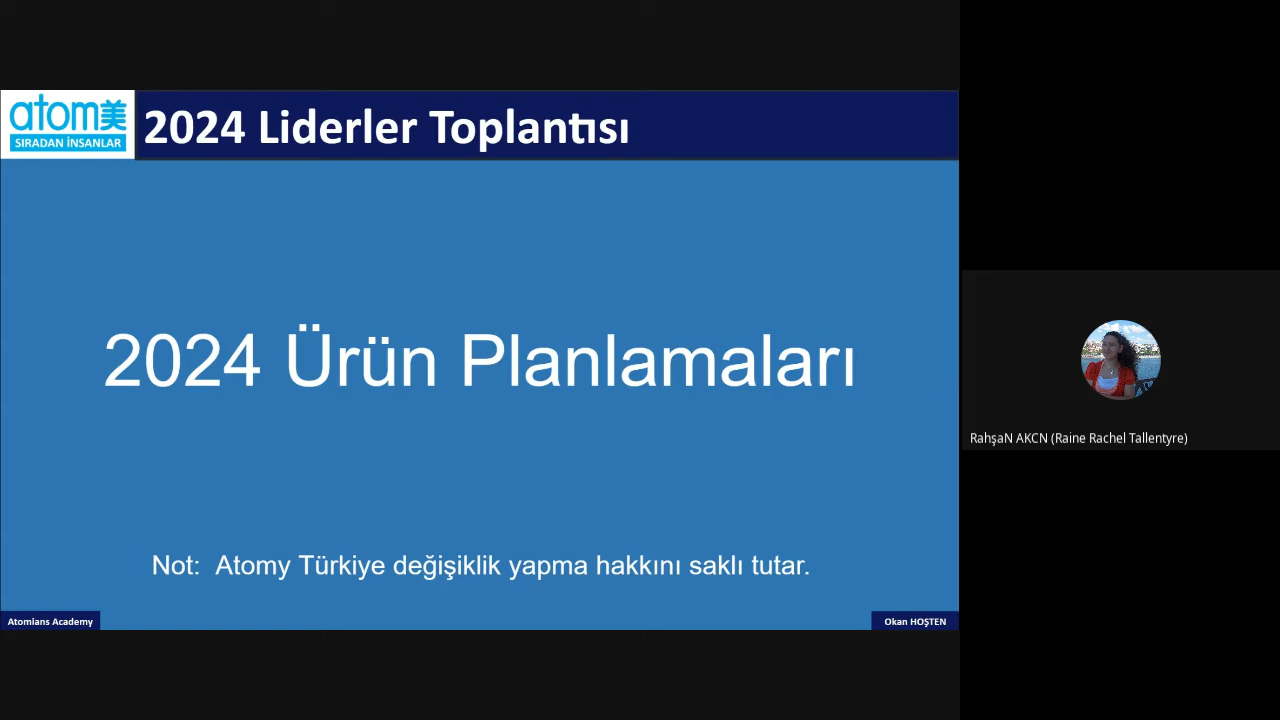 atom美
SIRADAN İNSANLAR
2024 Liderler Toplantısı
2024 Ürün Planlamaları
Not: Atomy Türkiye değişiklik yapma hakkını saklı tutar.
Atomians Academy
Okan HOŞTEN
RahşaN AKCN (Raine Rachel Tallentyre)